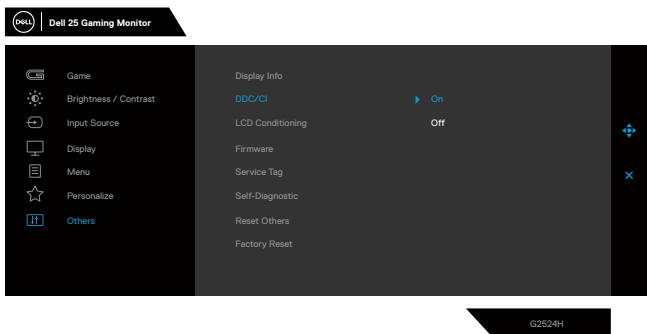 DELL Dell 25 Gaming Monitor
Game
Brightness / Contrast
Input Source
Display
Menu
Personalize
Others
Display Info
DDC/CI
LCD Conditioning
Firmware
Service Tag
Self-Diagnostic
Reset Others
Factory Reset
On
Off
G2524H